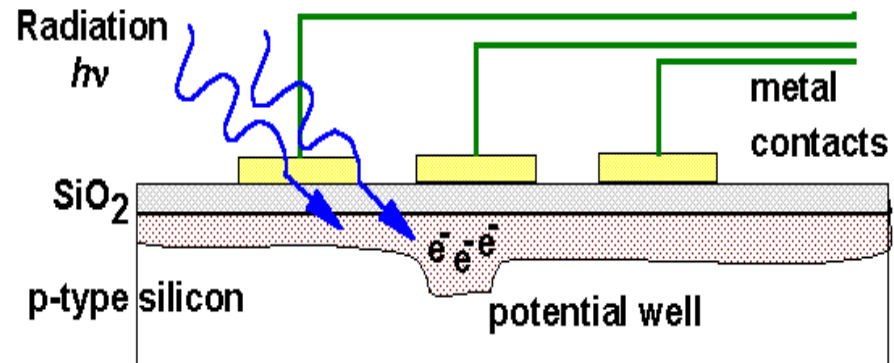 Radiation
hν
metal
contacts
SiO₂
e⁻ e⁻ e⁻
p-type silicon
potential well